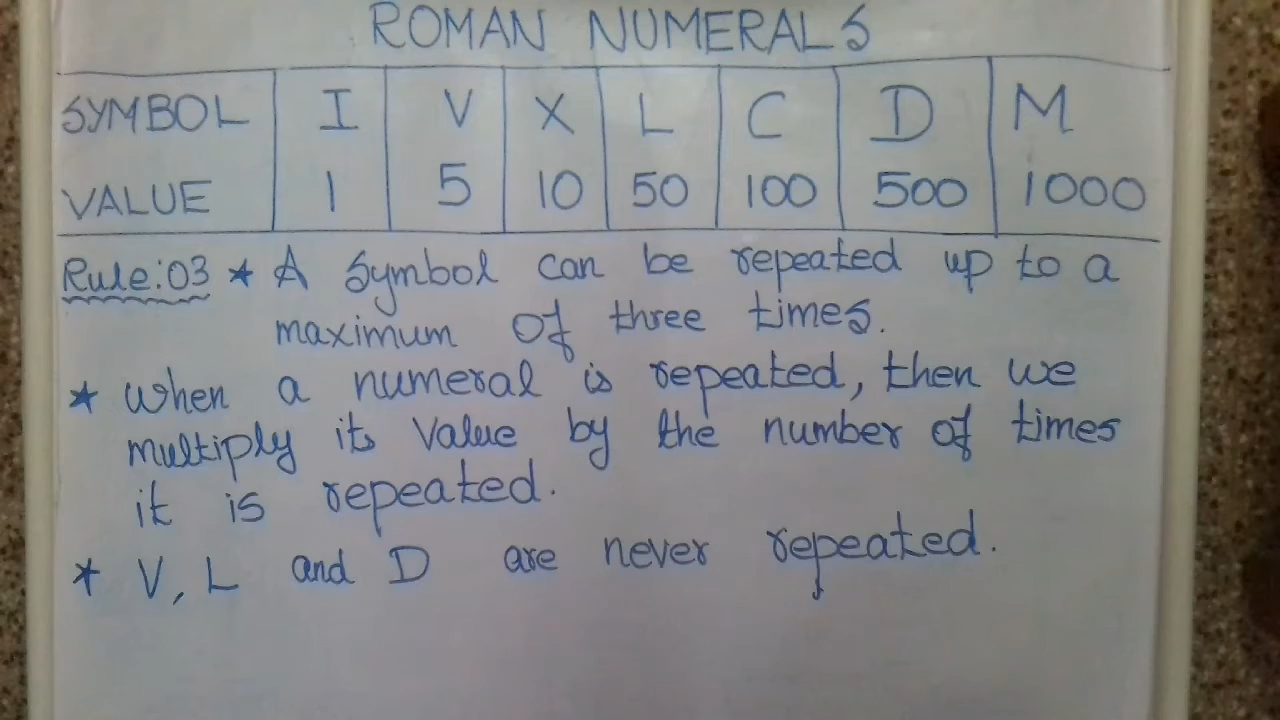 ROMAN NUMERALS
SYMBOL I V X L C D M
VALUE 1 5 10 50 100 500 1000
Rule:03 * A Symbol can be repeated up to a
maximum of three times.
* when a numeral is repeated, then we
multiply its value by the number of times
it is repeated.
* V, L and D are never repeated.